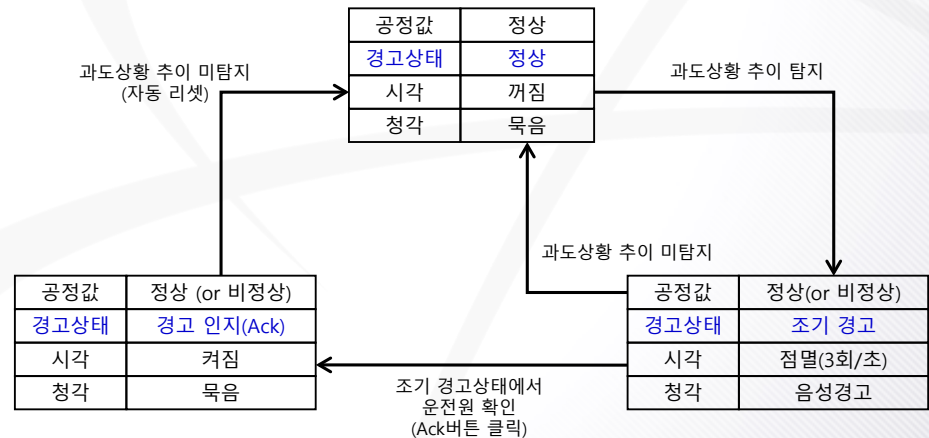 공정값 정상
경고상태 정상
시각 꺼짐
청각 묵음
과도상황 추이 미탐지
(자동 리셋)
과도상황 추이 탐지
과도상황 추이 미탐지
공정값 정상 (or 비정상)
경고상태 경고 인지(Ack)
시각 켜짐
청각 묵음
조기 경고상태에서
운전원 확인
(Ack버튼 클릭)
공정값 정상(or 비정상)
경고상태 조기 경고
시각 점멸(3회/초)
청각 음성경고